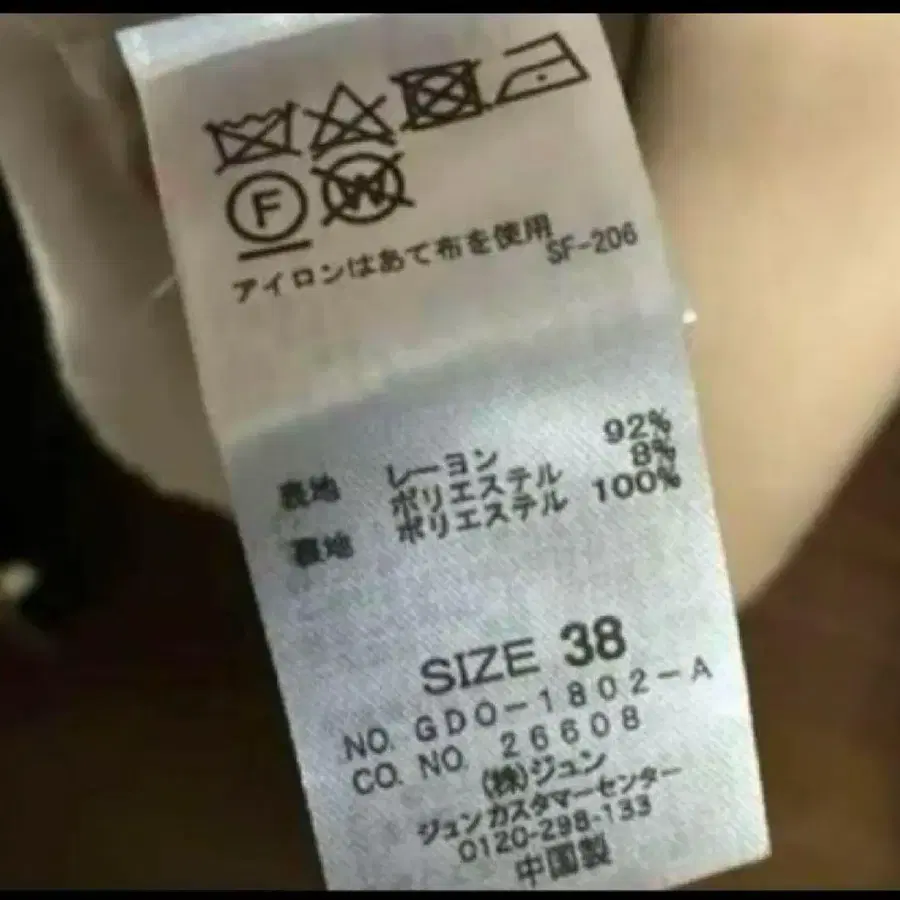 F W
アイロンはあて布を使用
SF-206
表地 レーヨン 92%
ポリエステル 8%
裏地 ポリエステル 100%
SIZE 38
NO. GDO-1802-A
CO. NO. 26608
(株)ジュン
ジュンカスタマーセンター
0120-298-133
中国製